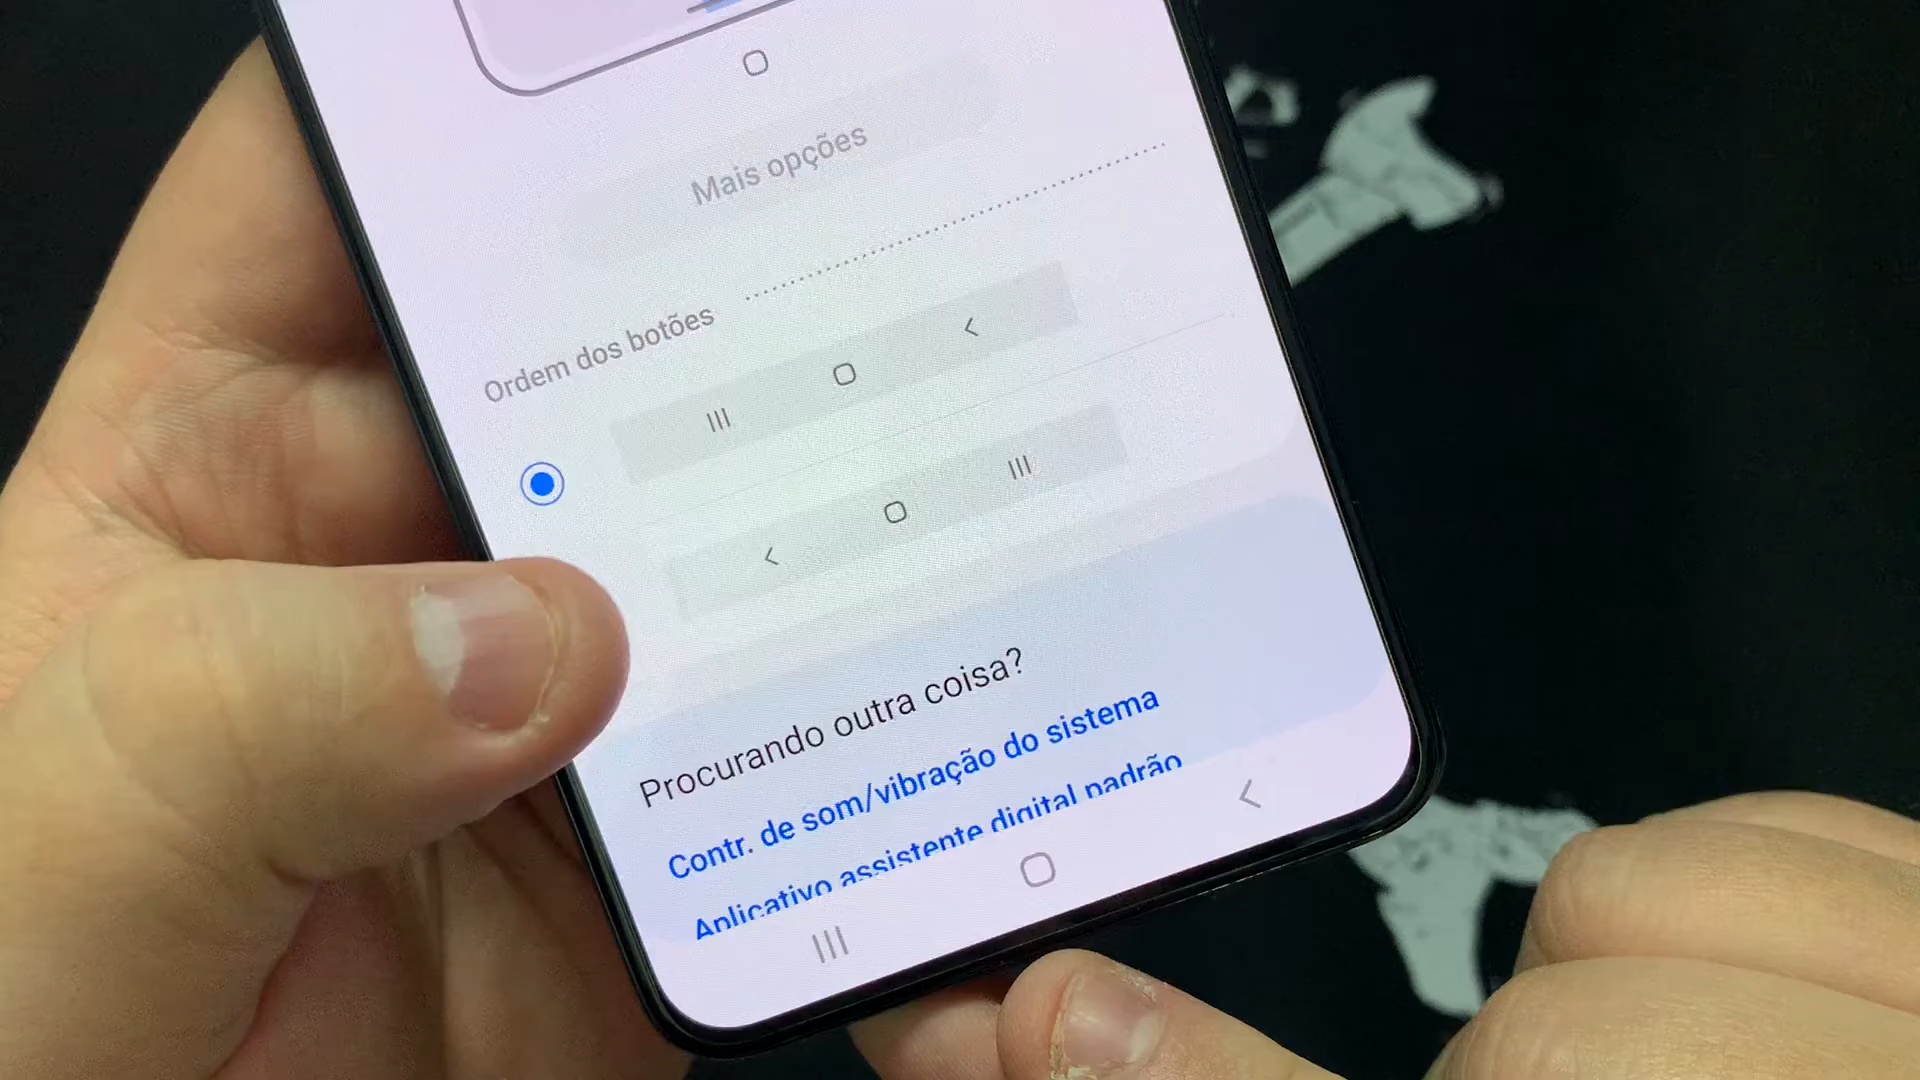 Mais opções
Ordem dos botões
Procurando outra coisa?
Contr. de som/vibração do sistema
Aplicativo assistente digital padrão